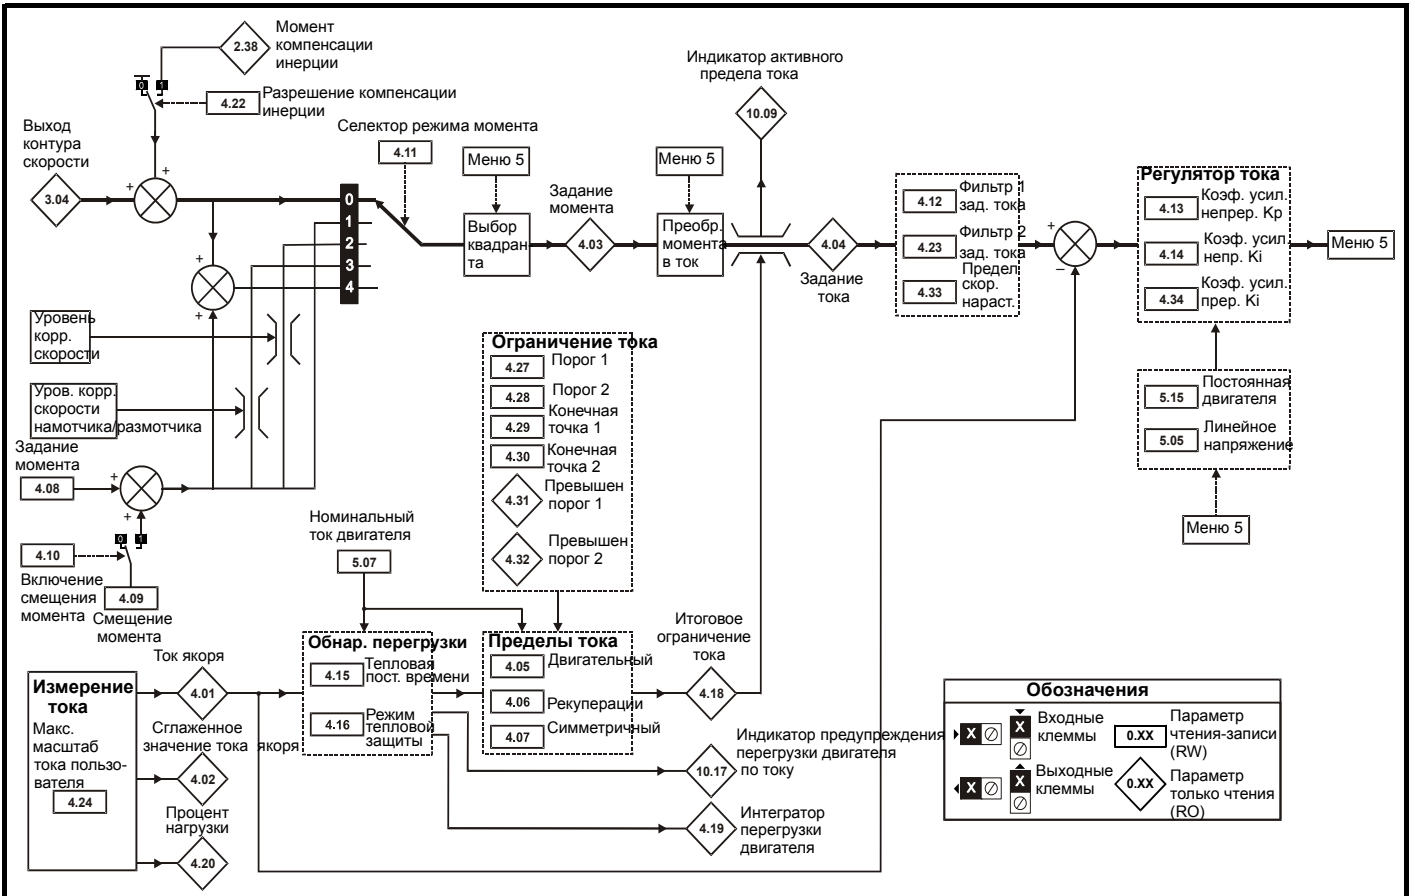 Момент
компенсации
инерции
2.38
0 1
4.22
Разрешение компенсации
инерции
Выход
контура
скорости
3.04
+
+
Селектор режима момента
4.11
0
1
2
3
4
Меню 5
Выбор
квадран
та
Задание
момента
4.03
Меню 5
Преобр.
момента
в ток
Индикатор активного
предела тока
10.09
4.04
Задание
тока
4.12
Фильтр 1
зад. тока
4.23
Фильтр 2
зад. тока
4.33
Предел
скор.
нараст.
+
−
Регулятор тока
4.13
Коэф. усил.
непрер. Kp
4.14
Коэф. усил.
непр. Ki
4.34
Коэф. усил.
прер. Ki
Меню 5
5.15
Постоянная
двигателя
5.05
Линейное
напряжение
Меню 5
+
+
Уровень
корр.
скорости
Уров. корр.
скорости
намотчика/размотчика
Задание
момента
4.08
+
+
0 1
4.10
Включение
смещения
момента
4.09
Смещение
момента
Ограничение тока
4.27
Порог 1
4.28
Порог 2
4.29
Конечная
точка 1
4.30
Конечная
точка 2
4.31
Превышен
порог 1
4.32
Превышен
порог 2
Номинальный
ток двигателя
5.07
Обнар. перегрузки
4.15
Тепловая
пост. времени
4.16
Режим
тепловой
защиты
Пределы тока
4.05
Двигательный
4.06
Рекуперации
4.07
Симметричный
Итоговое
ограничение
тока
4.18
Индикатор предупреждения
перегрузки двигателя
по току
10.17
Интегратор
перегрузки
двигателя
4.19
Измерение
тока
Макс.
масштаб
тока пользо-
вателя
4.24
Ток якоря
4.01
Сглаженное
значение тока якоря
4.02
Процент
нагрузки
4.20
Обозначения
X
X
Входные
клеммы
0.XX
Параметр
чтения-записи
(RW)
X
X
Выходные
клеммы
0.XX
Параметр
только чтения
(RO)